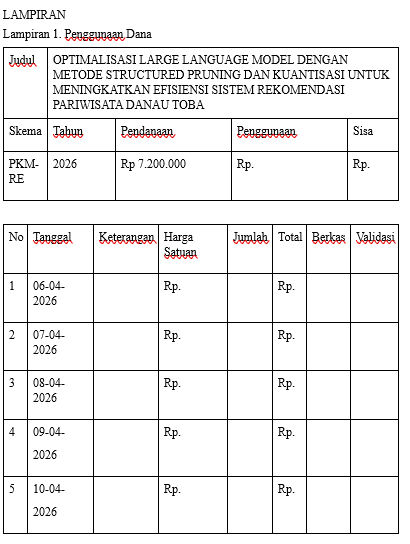 LAMPIRAN
Lampiran 1. Penggunaan Dana
Judul OPTIMALISASI LARGE LANGUAGE MODEL DENGAN
METODE STRUCTURED PRUNING DAN KUANTISASI UNTUK
MENINGKATKAN EFISIENSI SISTEM REKOMENDASI
PARIWISATA DANAU TOBA
Skema Tahun Pendanaan Penggunaan Sisa
PKM- 2026 Rp 7.200.000 Rp. Rp.
RE
No Tanggal Keterangan Harga Jumlah Total Berkas Validasi
Satuan
1 06-04- Rp. Rp.
2026
2 07-04- Rp. Rp.
2026
3 08-04- Rp. Rp.
2026
4 09-04- Rp. Rp.
2026
5 10-04- Rp. Rp.
2026